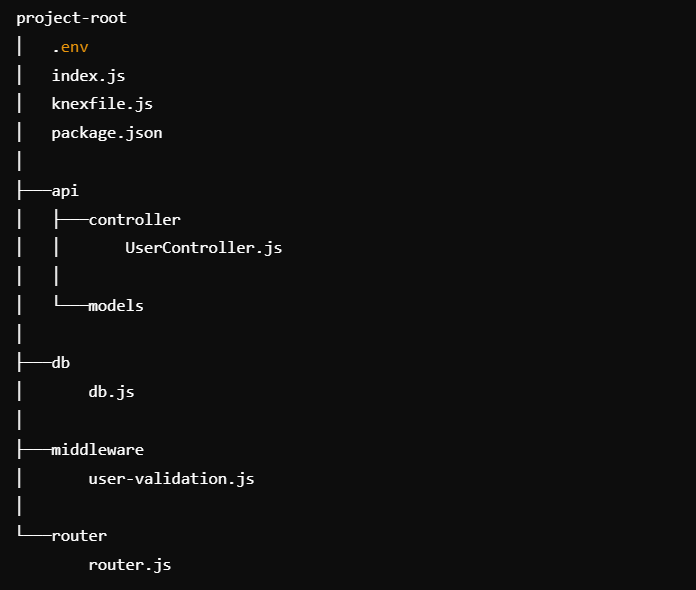 project-root
│   .env
│   index.js
│   knexfile.js
│   package.json
│
├───api
│   ├───controller
│   │       UserController.js
│   │
│   └───models
│
├───db
│       db.js
│
├───middleware
│       user-validation.js
│
└───router
        router.js